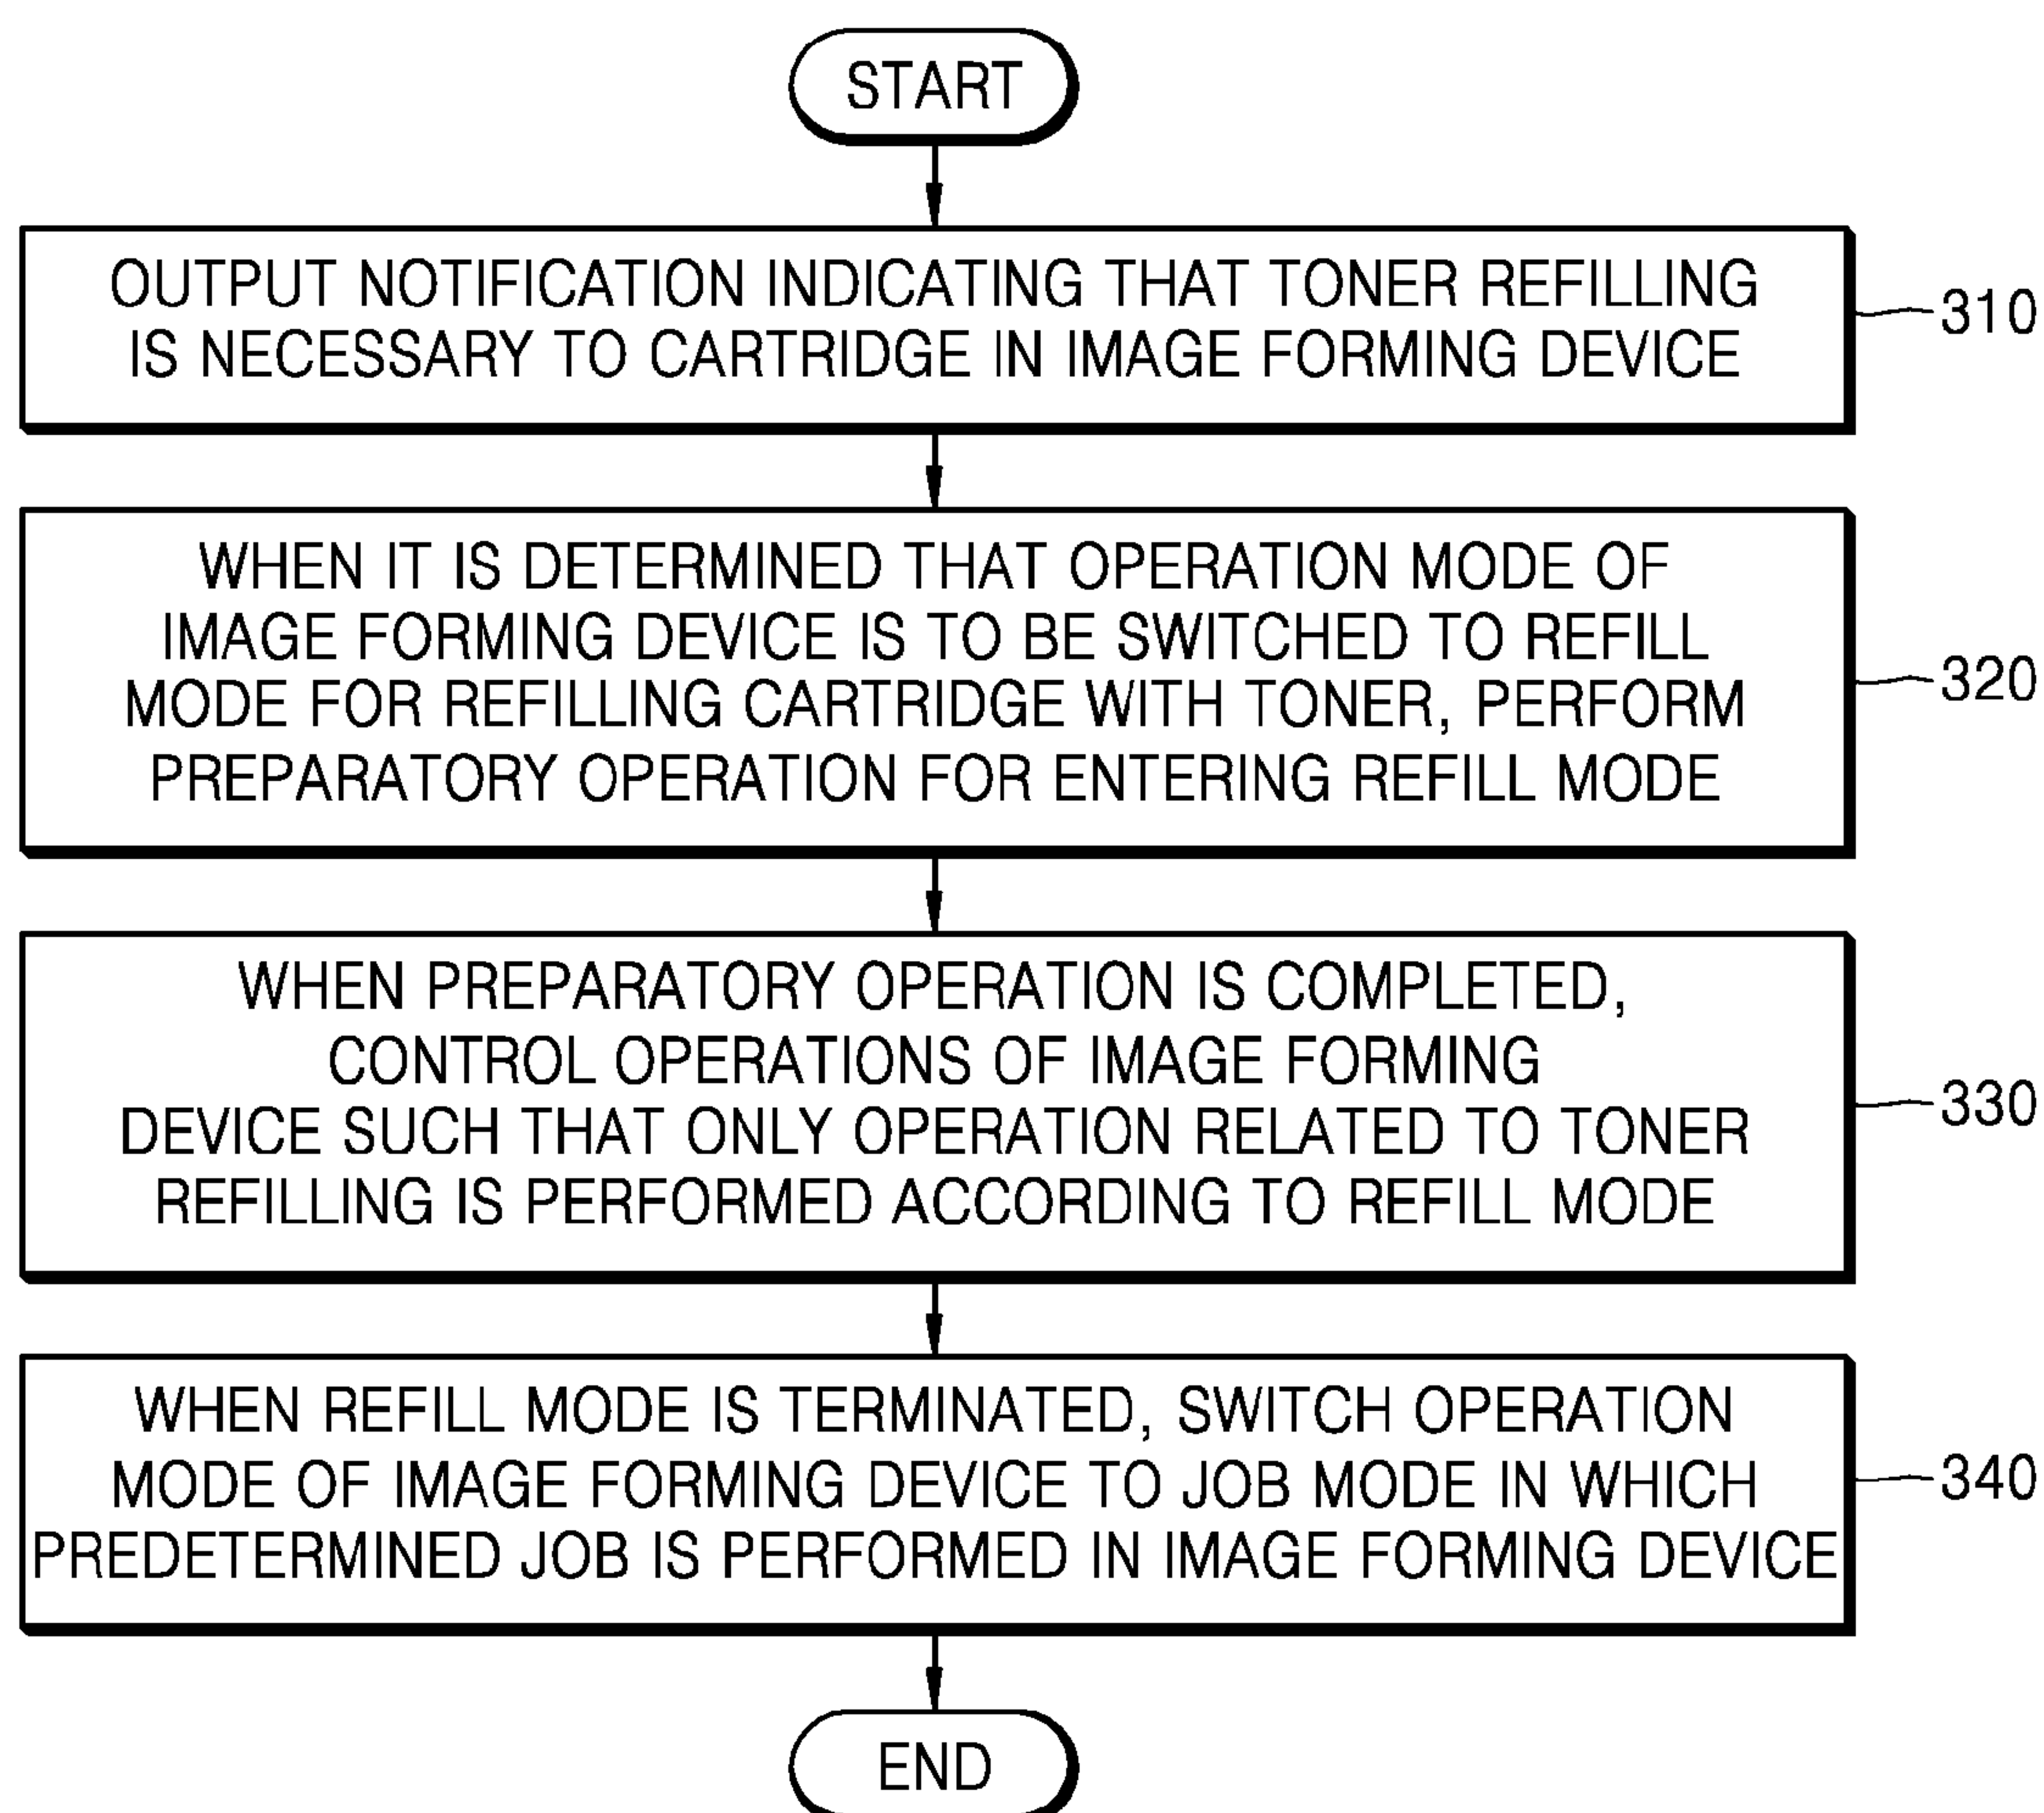 START
OUTPUT NOTIFICATION INDICATING THAT TONER REFILLING
IS NECESSARY TO CARTRIDGE IN IMAGE FORMING DEVICE
310
WHEN IT IS DETERMINED THAT OPERATION MODE OF
IMAGE FORMING DEVICE IS TO BE SWITCHED TO REFILL
MODE FOR REFILLING CARTRIDGE WITH TONER, PERFORM
PREPARATORY OPERATION FOR ENTERING REFILL MODE
320
WHEN PREPARATORY OPERATION IS COMPLETED,
CONTROL OPERATIONS OF IMAGE FORMING
DEVICE SUCH THAT ONLY OPERATION RELATED TO TONER
REFILLING IS PERFORMED ACCORDING TO REFILL MODE
330
WHEN REFILL MODE IS TERMINATED, SWITCH OPERATION
MODE OF IMAGE FORMING DEVICE TO JOB MODE IN WHICH
PREDETERMINED JOB IS PERFORMED IN IMAGE FORMING DEVICE
340
END